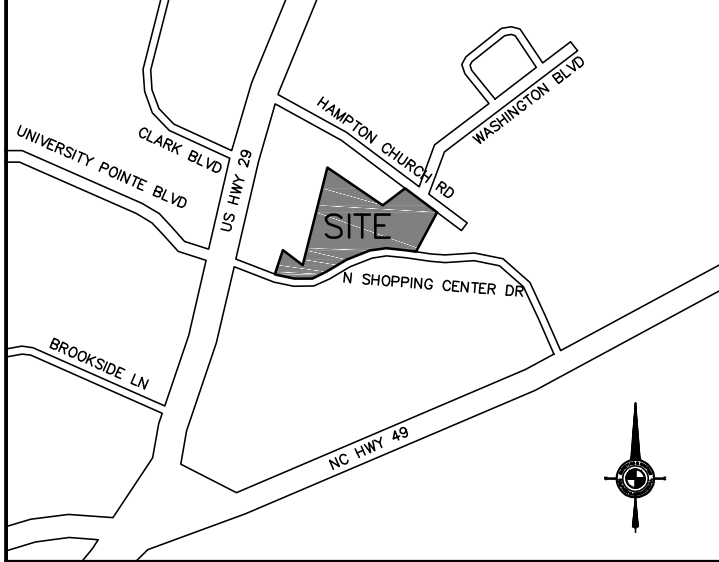 HAMPTON CHURCH RD
WASHINGTON BLVD
CLARK BLVD
UNIVERSITY POINTE BLVD
US HWY 29
SITE
N SHOPPING CENTER DR
BROOKSIDE LN
NC HWY 49